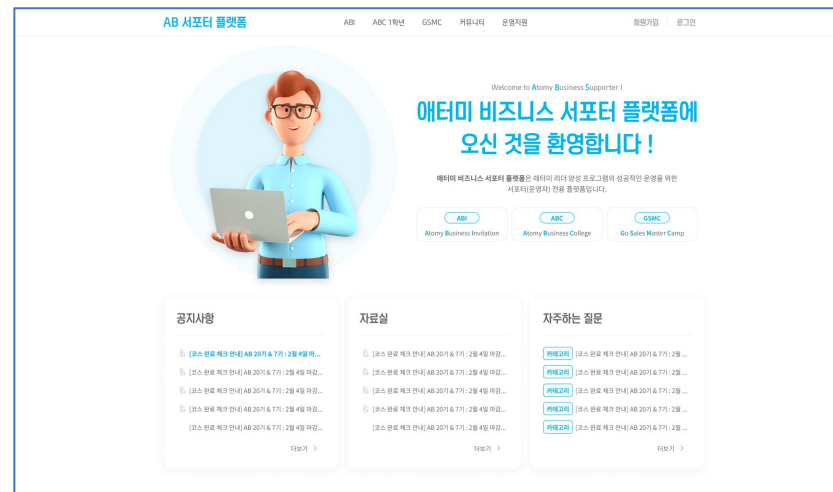 AB 서포터 플랫폼
ABI ABC 1학년 GSMC 커뮤니티 운영지원
회원가입 로그인
Welcome to Atomy Business Supporter !
애터미 비즈니스 서포터 플랫폼에
오신 것을 환영합니다 !
애터미 비즈니스 서포터 플랫폼은 애터미 리더 양성 프로그램의 성공적인 운영을 위한
서포터(운영자) 전용 플랫폼입니다.
ABI
Atomy Business Invitation
ABC
Atomy Business College
GSMC
Go Sales Master Camp
공지사항
[코스 완료 체크 안내] AB 20기 & 7기 : 2월 4일 마...
[코스 완료 체크 안내] AB 20기 & 7기 : 2월 4일 마감...
[코스 완료 체크 안내] AB 20기 & 7기 : 2월 4일 마감...
[코스 완료 체크 안내] AB 20기 & 7기 : 2월 4일 마감...
[코스 완료 체크 안내] AB 20기 & 7기 : 2월 4일 마감...
더보기 >
자료실
[코스 완료 체크 안내] AB 20기 & 7기 : 2월 4일 마감...
[코스 완료 체크 안내] AB 20기 & 7기 : 2월 4일 마감...
[코스 완료 체크 안내] AB 20기 & 7기 : 2월 4일 마감...
[코스 완료 체크 안내] AB 20기 & 7기 : 2월 4일 마감...
[코스 완료 체크 안내] AB 20기 & 7기 : 2월 4일 마감...
더보기 >
자주하는 질문
카테고리 [코스 완료 체크 안내] AB 20기 & 7기 : 2월 ...
카테고리 [코스 완료 체크 안내] AB 20기 & 7기 : 2월 ...
카테고리 [코스 완료 체크 안내] AB 20기 & 7기 : 2월 ...
카테고리 [코스 완료 체크 안내] AB 20기 & 7기 : 2월 ...
카테고리 [코스 완료 체크 안내] AB 20기 & 7기 : 2월 ...
더보기 >